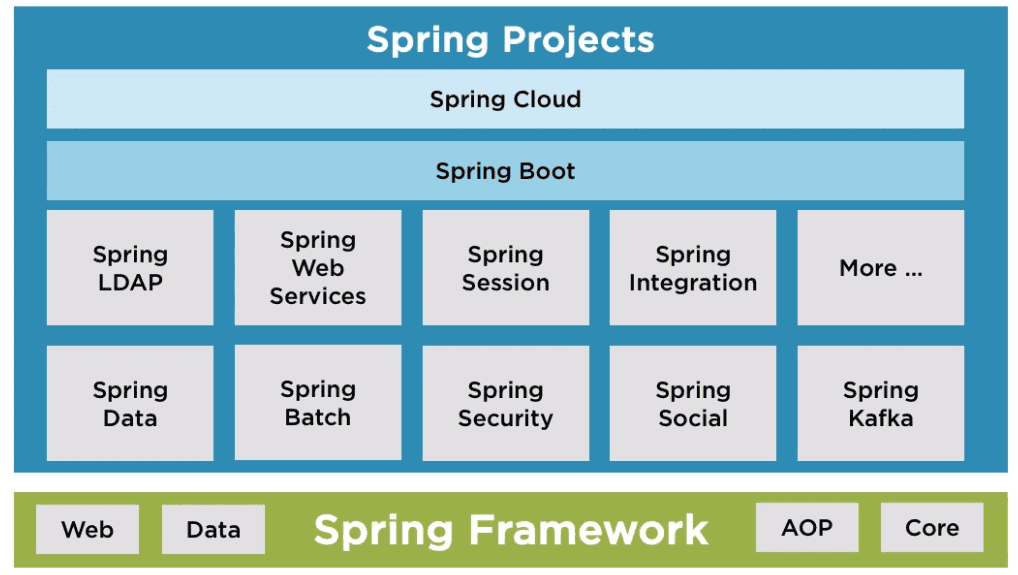 Spring Projects
Spring Cloud
Spring Boot
Spring
LDAP
Spring
Web
Services
Spring
Session
Spring
Integration
More ...
Spring
Data
Spring
Batch
Spring
Security
Spring
Social
Spring
Kafka
Web
Data
Spring Framework
AOP
Core